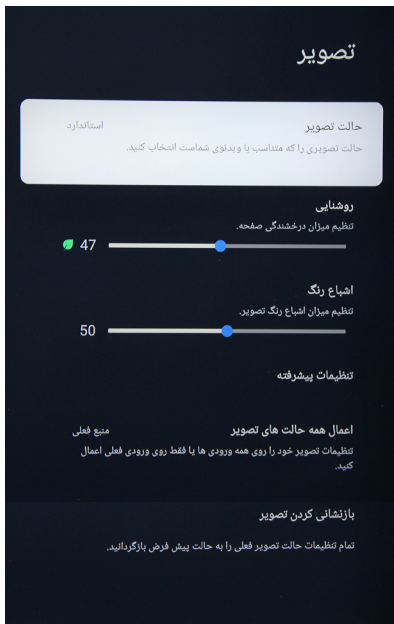 تصویر
حالت تصویر استاندارد
حالت تصویری را که متناسب با ویدئوی شماست انتخاب کنید.
روشنایی
تنظیم میزان درخشندگی صفحه.
47
اشباع رنگ
تنظیم میزان اشباع رنگ تصویر.
50
تنظیمات پیشرفته
اعمال همه حالت های تصویر منبع فعلی
تنظیمات تصویر خود را روی همه ورودی ها یا فقط روی ورودی فعلی اعمال
کنید.
بازنشانی کردن تصویر
تمام تنظیمات حالت تصویر فعلی را به حالت پیش فرض بازگردانید.